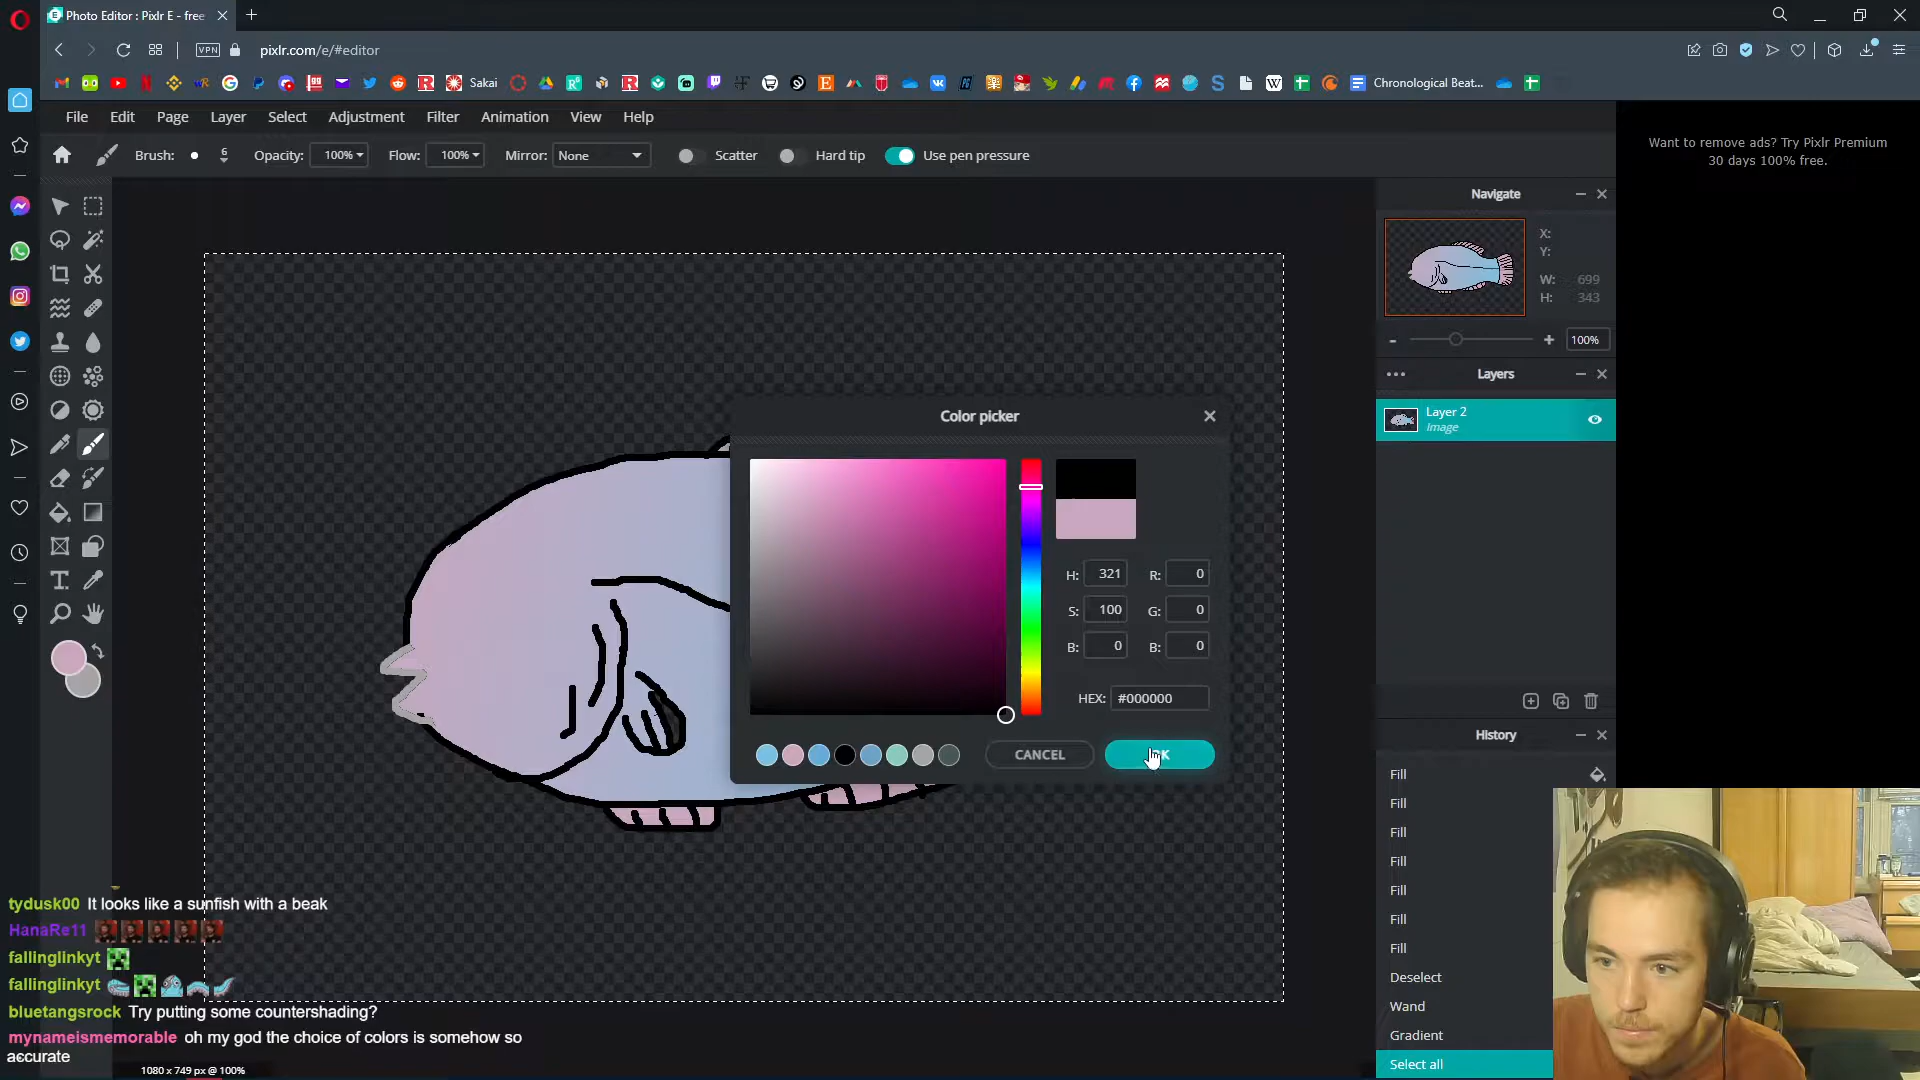 Photo Editor : Pixlr E - free
VPN
pixlr.com/e/#editor
Sakai
Chronological Beat...
File Edit Page Layer Select Adjustment Filter Animation View Help
Brush: 6 Opacity: 100% Flow: 100% Mirror: None Scatter Hard tip Use pen pressure
Want to remove ads? Try Pixlr Premium
30 days 100% free.
Navigate
X:
Y:
W: 699
H: 343
100%
Layers
Layer 2
Image
Color picker
H: 321 R: 0
S: 100 G: 0
B: 0 B: 0
HEX: #000000
CANCEL
History
Fill
Fill
Fill
Fill
Fill
Fill
Fill
Deselect
Wand
Gradient
Select all
tydusk00 It looks like a sunfish with a beak
HanaRe11
fallinglinkyt
fallinglinkyt
bluetangsrock Try putting some countershading?
mynameismemorable oh my god the choice of colors is somehow so
accurate
1080 x 749 px @ 100%